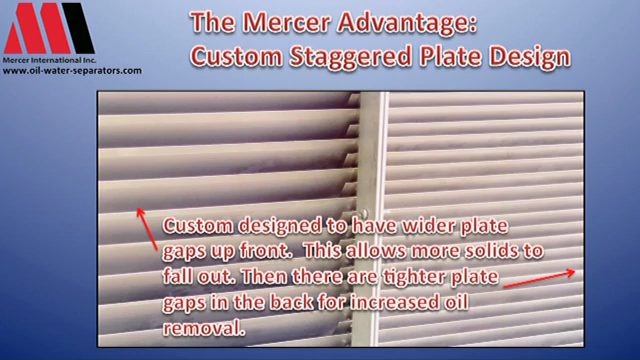 The Mercer Advantage:
Custom Staggered Plate Design
Mercer International Inc.
www.oil-water-separators.com
Custom designed to have wider plate
gaps up front.  This allows more solids to
fall out. Then there are tighter plate
gaps in the back for increased oil
removal.